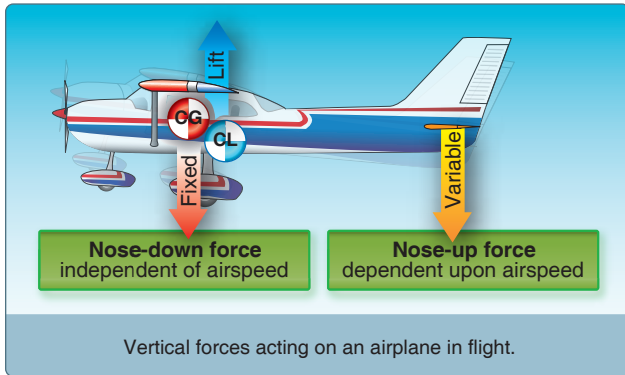 Lift
CG
CL
Fixed
Variable
Nose-down force
independent of airspeed
Nose-up force
dependent upon airspeed
Vertical forces acting on an airplane in flight.